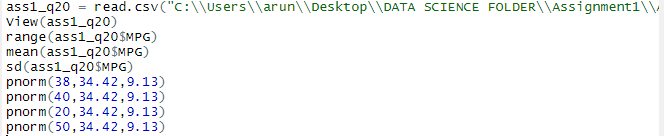 ass1_q20 = read.csv("C:\\Users\\arun\\Desktop\\DATA SCIENCE FOLDER\\Assignment1\\
View(ass1_q20)
range(ass1_q20$MPG)
mean(ass1_q20$MPG)
sd(ass1_q20$MPG)
pnorm(38,34.42,9.13)
pnorm(40,34.42,9.13)
pnorm(20,34.42,9.13)
pnorm(50,34.42,9.13)